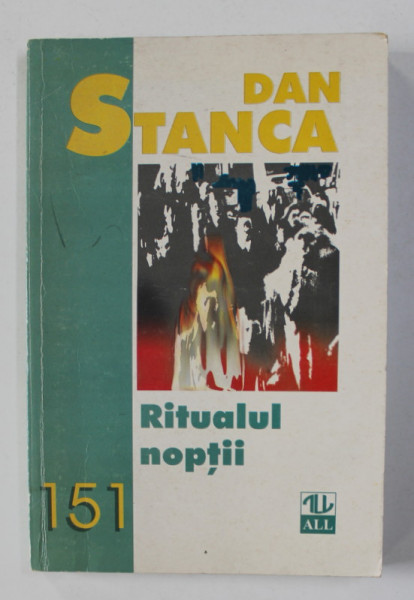 DAN
STANCA
Ritualul
nopții
151
ALL